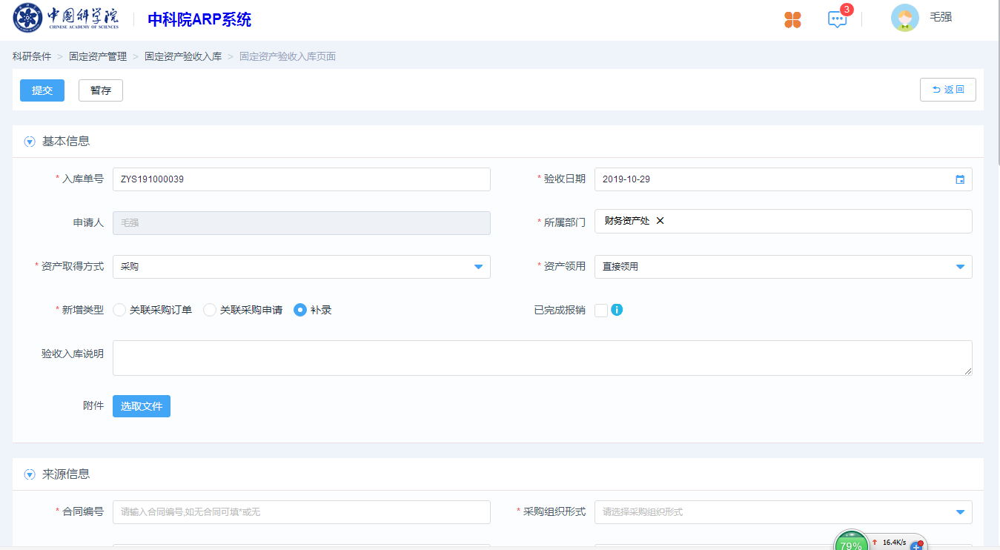 中国科学院
CHINESE ACADEMY OF SCIENCES
中科院ARP系统
3
毛强
科研条件 > 固定资产管理 > 固定资产验收入库 > 固定资产验收入库页面
提交 暂存 返回
基本信息
* 入库单号 ZYS191000039 * 验收日期 2019-10-29
申请人 毛强 * 所属部门 财务资产处 ✕
* 资产取得方式 采购 * 资产领用 直接领用
* 新增类型 关联采购订单 关联采购申请 补录 已完成报销 i
验收入库说明
附件 选取文件
来源信息
* 合同编号 请输入合同编号,如无合同可填*或无 * 采购组织形式 请选择采购组织形式
79% 16.4K/s